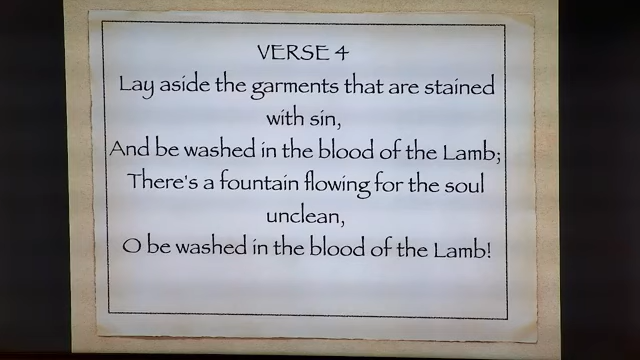 VERSE 4
Lay aside the garments that are stained
with sin,
And be washed in the blood of the Lamb;
There's a fountain flowing for the soul
unclean,
O be washed in the blood of the Lamb!